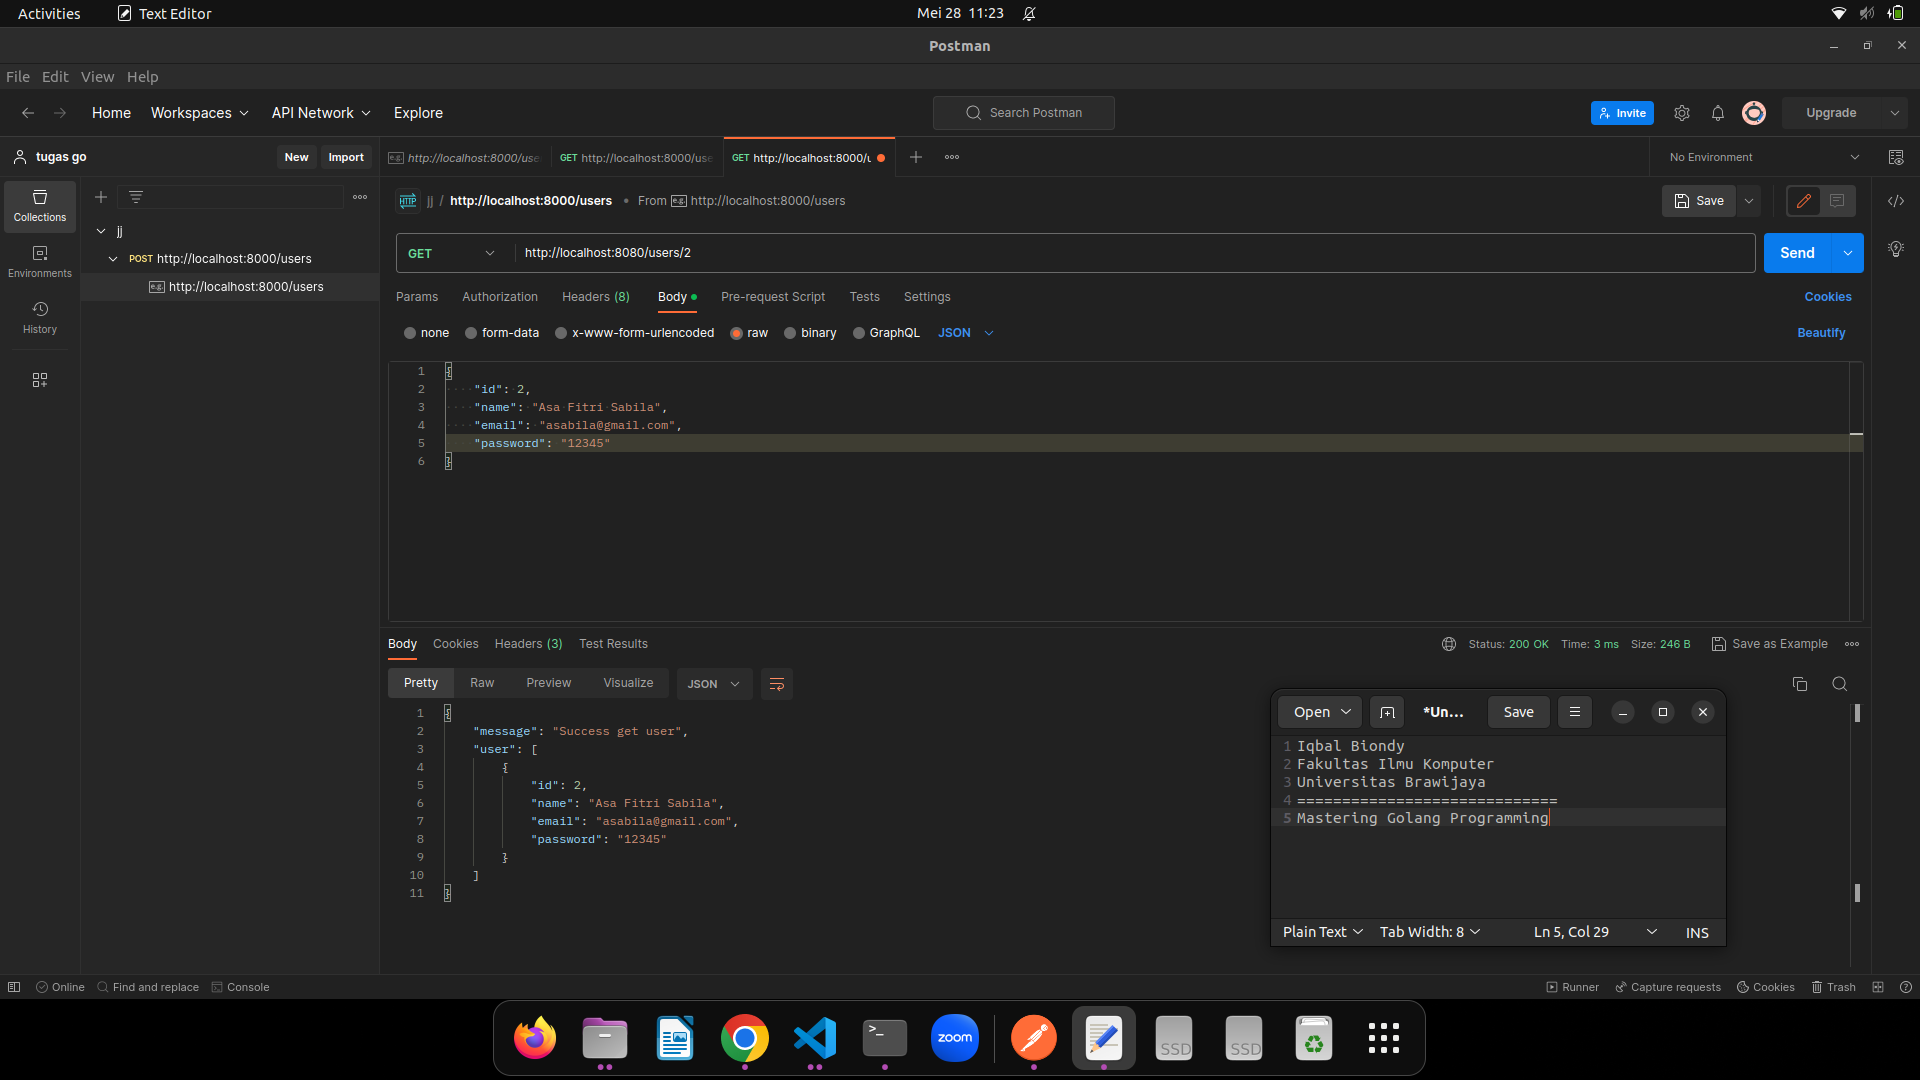 Activities Text Editor Mei 28 11:23
Postman
File Edit View Help
Home Workspaces API Network Explore Search Postman Invite Upgrade
tugas go New Import http://localhost:8000/use GET http://localhost:8000/use GET http://localhost:8000/u No Environment
Collections
Environments
History
jj
POST http://localhost:8000/users
e.g. http://localhost:8000/users
HTTP jj / http://localhost:8000/users • From e.g. http://localhost:8000/users Save
GET http://localhost:8080/users/2 Send
Params Authorization Headers (8) Body Pre-request Script Tests Settings Cookies
none form-data x-www-form-urlencoded raw binary GraphQL JSON Beautify
1 {
2 "id": 2,
3 "name": "Asa Fitri Sabila",
4 "email": "asabila@gmail.com",
5 "password": "12345"
6 }
Body Cookies Headers (3) Test Results Status: 200 OK Time: 3 ms Size: 246 B Save as Example
Pretty Raw Preview Visualize JSON
1 {
2 "message": "Success get user",
3 "user": [
4 {
5 "id": 2,
6 "name": "Asa Fitri Sabila",
7 "email": "asabila@gmail.com",
8 "password": "12345"
9 }
10 ]
11 }
Open *Un... Save
1 Iqbal Biondy
2 Fakultas Ilmu Komputer
3 Universitas Brawijaya
4 =============================
5 Mastering Golang Programming
Plain Text Tab Width: 8 Ln 5, Col 29 INS
Online Find and replace Console Runner Capture requests Cookies Trash
zoom SSD SSD